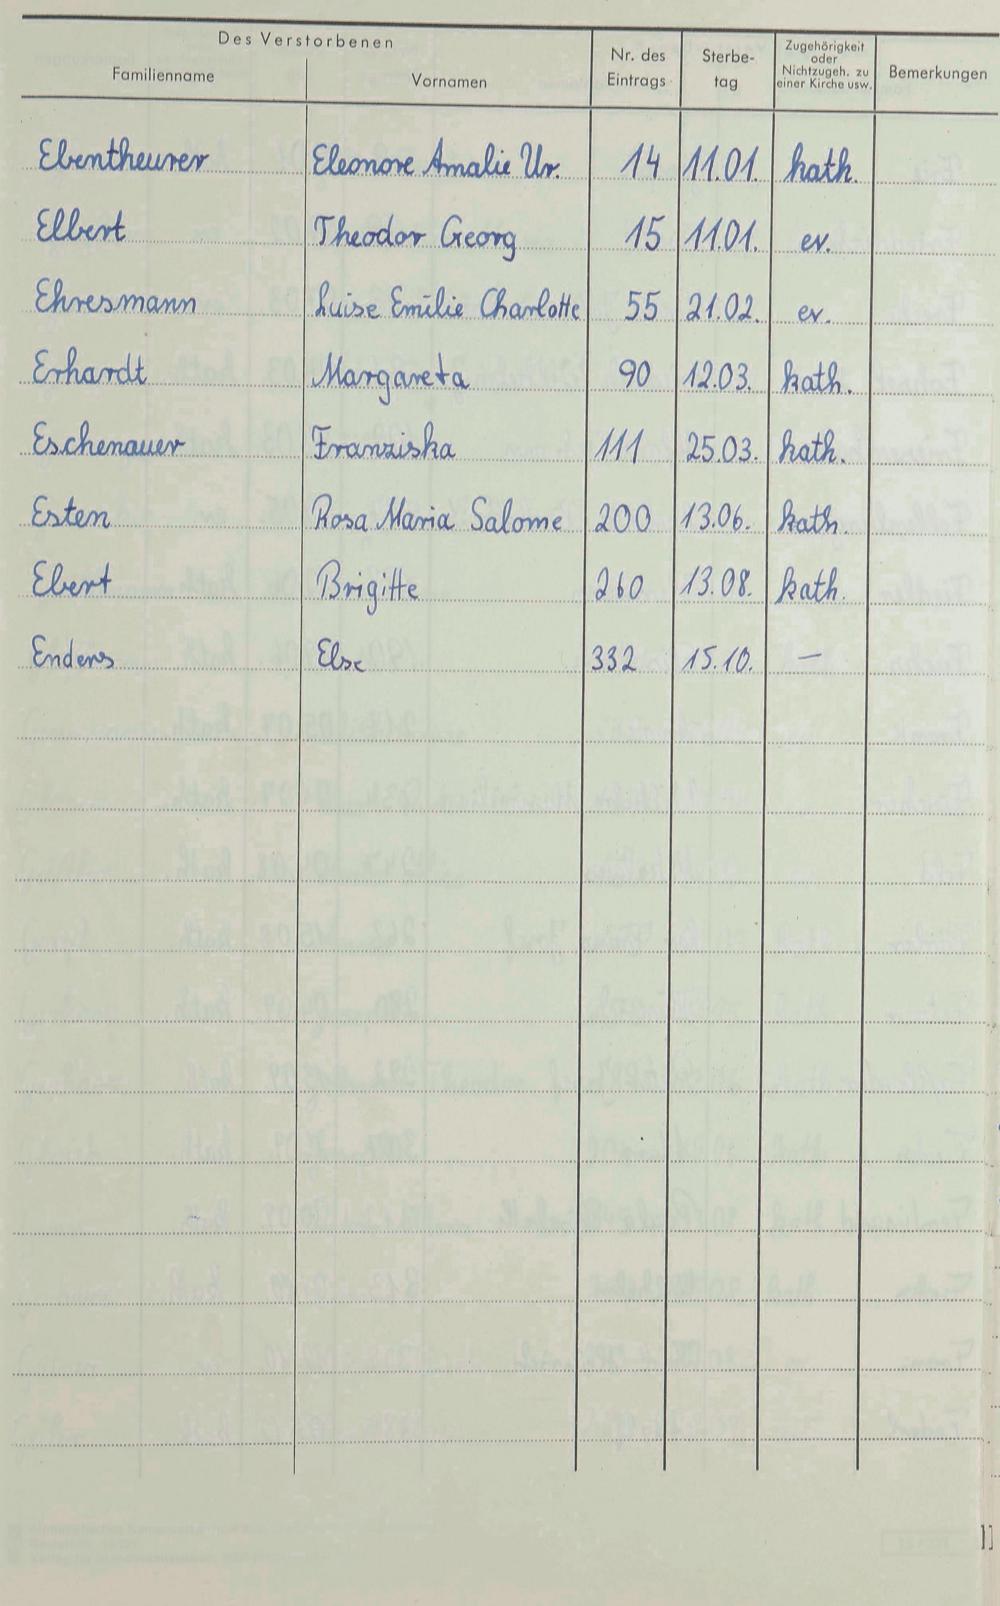 Des Verstorbenen
Familienname Vornamen Nr. des Eintrags Sterbe-tag Zugehörigkeit oder Nichtzugeh. zu einer Kirche usw. Bemerkungen
Ebentheurer Eleonore Amalie Ur. 14 11.01. kath.
Elbert Theodor Georg 15 11.01. ev.
Ehresmann Luise Emilie Charlotte 55 21.02. ev.
Erhardt Margareta 90 12.03. kath.
Eschenauer Franziska 111 25.03. kath.
Esten Rosa Maria Salome 200 13.06. kath.
Ebert Brigitte 260 13.08. kath.
Enders Else 332 15.10. —